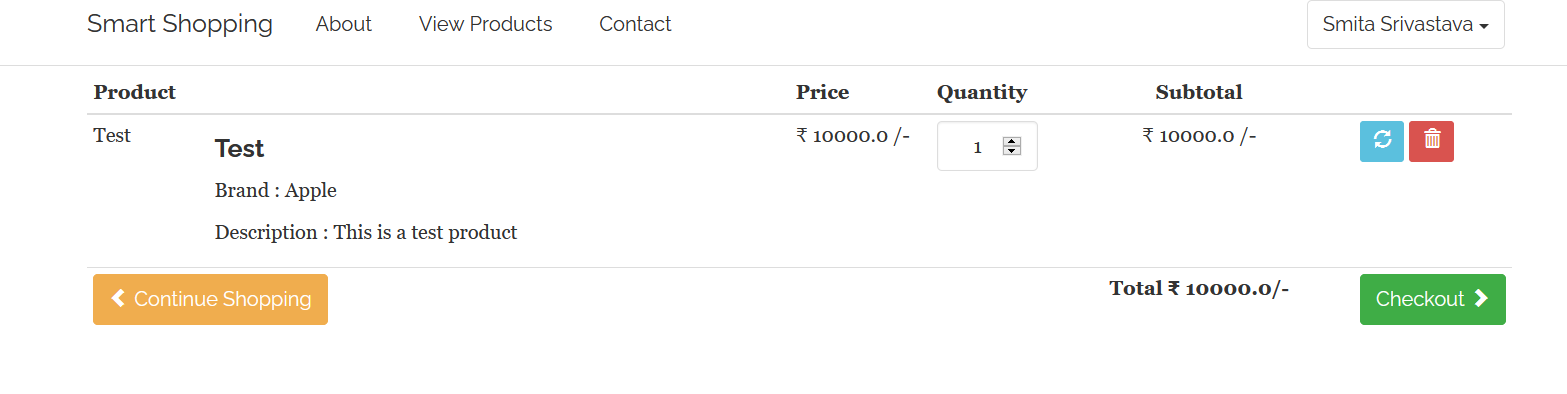 Smart Shopping About View Products Contact Smita Srivastava
Product Price Quantity Subtotal
Test Test ₹ 10000.0 /- 1 ₹ 10000.0 /-
Brand : Apple
Description : This is a test product
Continue Shopping Total ₹ 10000.0/- Checkout